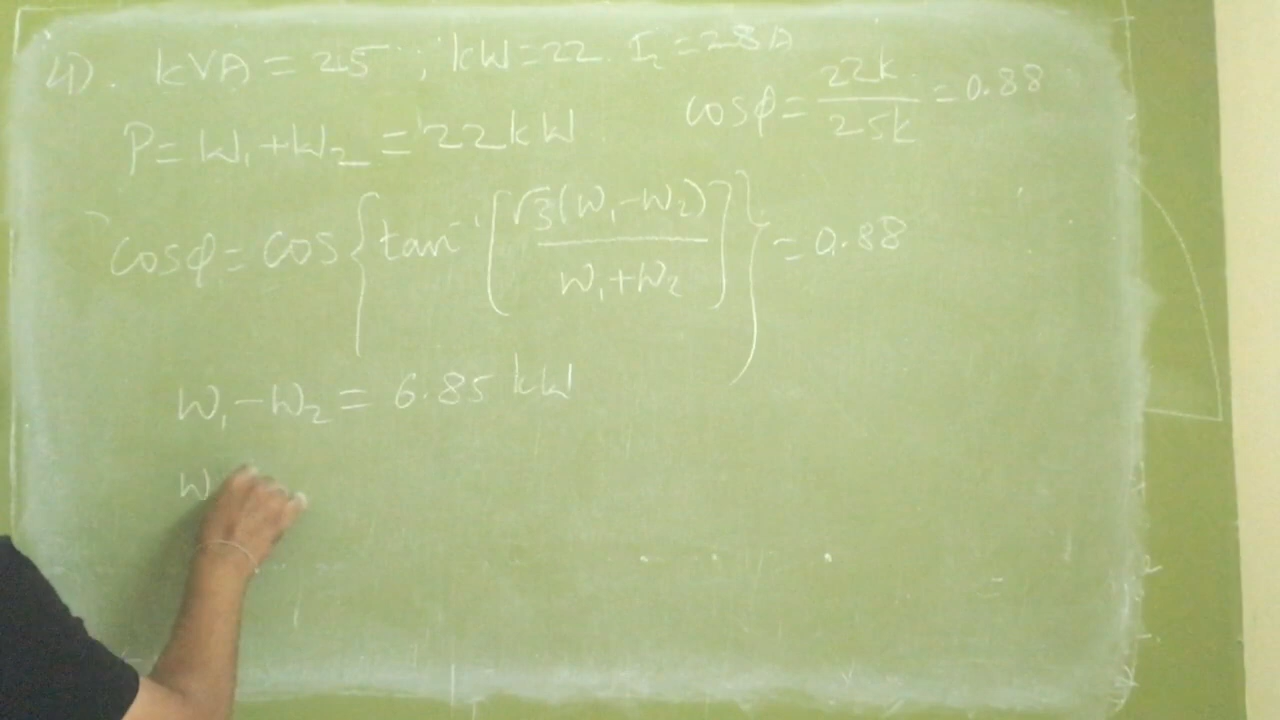 4). kVA = 25 ; kW = 22. I₂ = 28A
cosφ = 22k / 25k = 0.88
P = W₁ + W₂ = 22kW
cosφ = cos { tan⁻¹ [ √3 (W₁ - W₂) / W₁ + W₂ ] } = 0.88
W₁ - W₂ = 6.85 kW
W